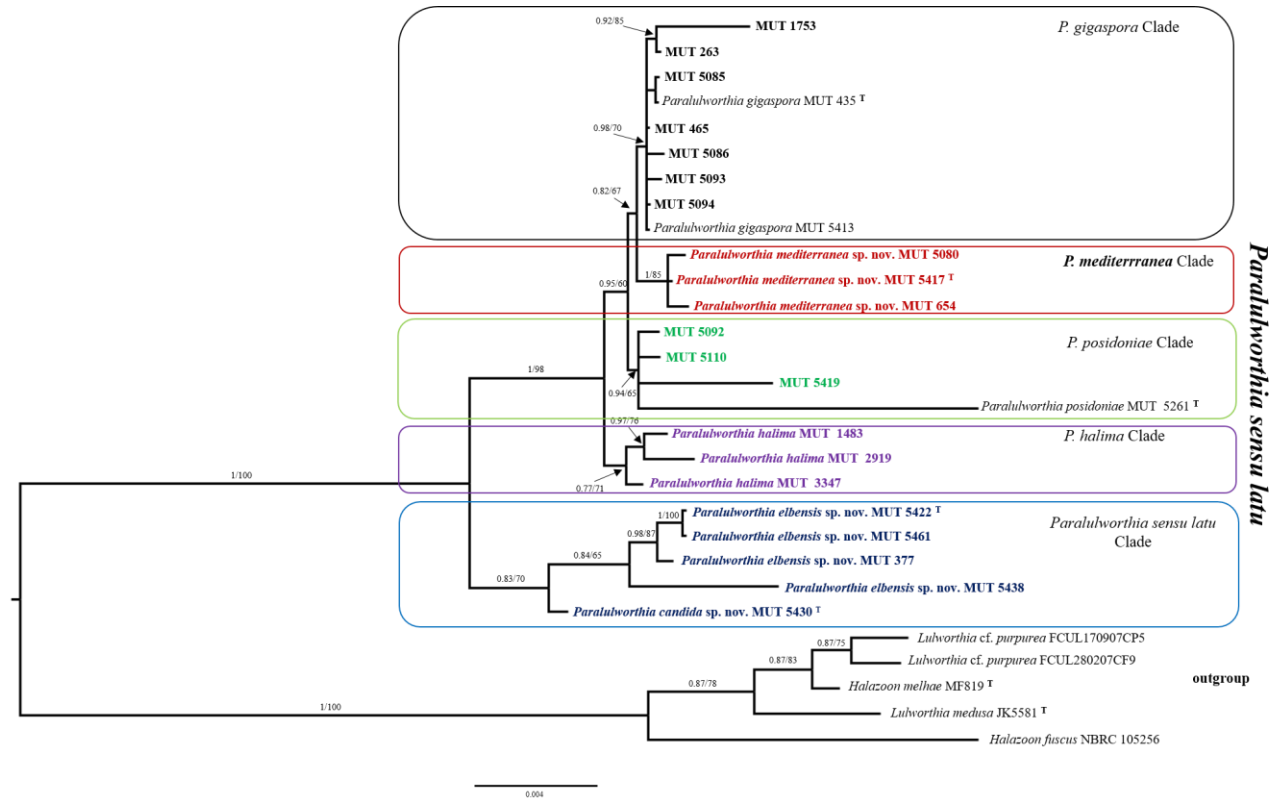 0.92/85
MUT 1753
P. gigaspora Clade
MUT 263
MUT 5085
Paralulworthia gigaspora MUT 435 T
0.98/70
MUT 465
MUT 5086
MUT 5093
0.82/67
MUT 5094
Paralulworthia gigaspora MUT 5413
Paralulworthia mediterranea sp. nov. MUT 5080
P. mediterrranea Clade
1/85
Paralulworthia mediterranea sp. nov. MUT 5417 T
0.95/60
Paralulworthia mediterranea sp. nov. MUT 654
MUT 5092
P. posidoniae Clade
MUT 5110
1/98
MUT 5419
0.94/65
Paralulworthia posidoniae MUT 5261 T
0.97/76
Paralulworthia halima MUT 1483
P. halima Clade
Paralulworthia halima MUT 2919
1/100
0.77/71
Paralulworthia halima MUT 3347
1/100
Paralulworthia elbensis sp. nov. MUT 5422 T
Paralulworthia sensu latu
Clade
0.98/87
Paralulworthia elbensis sp. nov. MUT 5461
0.84/65
Paralulworthia elbensis sp. nov. MUT 377
0.83/70
Paralulworthia elbensis sp. nov. MUT 5438
Paralulworthia candida sp. nov. MUT 5430 T
Paralulworthia sensu latu
0.87/75
Lulworthia cf. purpurea FCUL170907CP5
0.87/83
Lulworthia cf. purpurea FCUL280207CF9
outgroup
0.87/78
Halazoon melhae MF819 T
1/100
Lulworthia medusa JK5581 T
Halazoon fuscus NBRC 105256
0.004